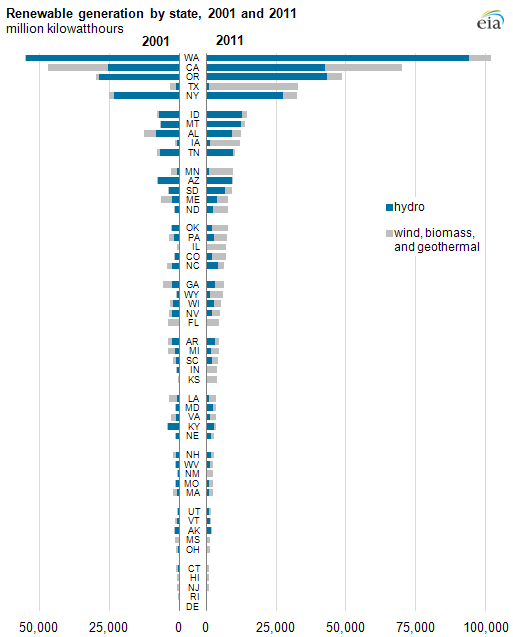 Renewable generation by state, 2001 and 2011
million kilowatthours
eia
2001 2011
WA
CA
OR
TX
NY
ID
MT
AL
IA
TN
MN
AZ
SD
ME
ND
hydro
wind, biomass,
and geothermal
OK
PA
IL
CO
NC
GA
WY
WI
NV
FL
AR
MI
SC
IN
KS
LA
MD
VA
KY
NE
NH
WV
NM
MO
MA
UT
VT
AK
MS
OH
CT
HI
NJ
RI
DE
50,000 25,000 0 0 25,000 50,000 75,000 100,000